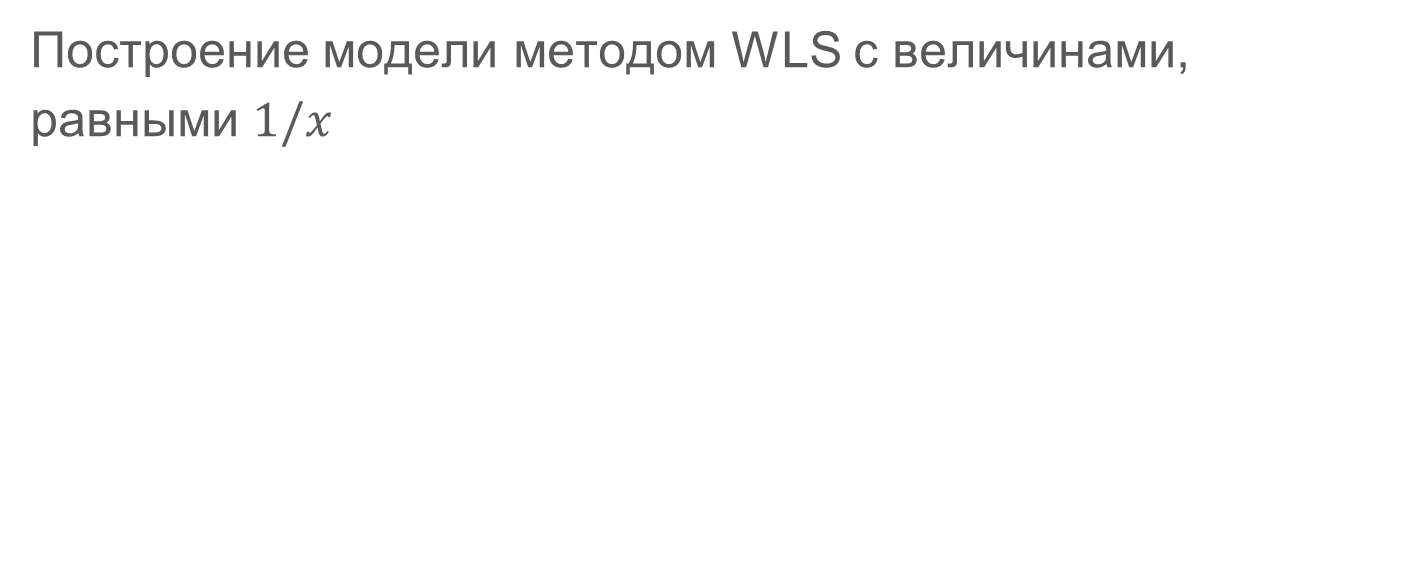 Построение модели методом WLS с величинами,
равными 1/x